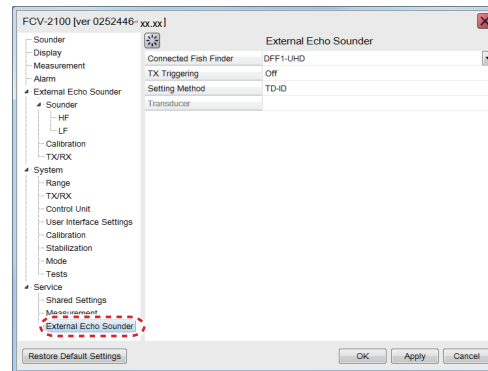 FCV-2100 [ver 0252446- xx.xx]
Sounder
Display
Measurement
Alarm
External Echo Sounder
Sounder
HF
LF
Calibration
TX/RX
System
Range
TX/RX
Control Unit
User Interface Settings
Calibration
Stabilization
Mode
Tests
Service
Shared Settings
Measurement
External Echo Sounder
External Echo Sounder
Connected Fish Finder DFF1-UHD
TX Triggering Off
Setting Method TD-ID
Transducer
Restore Default Settings OK Apply Cancel